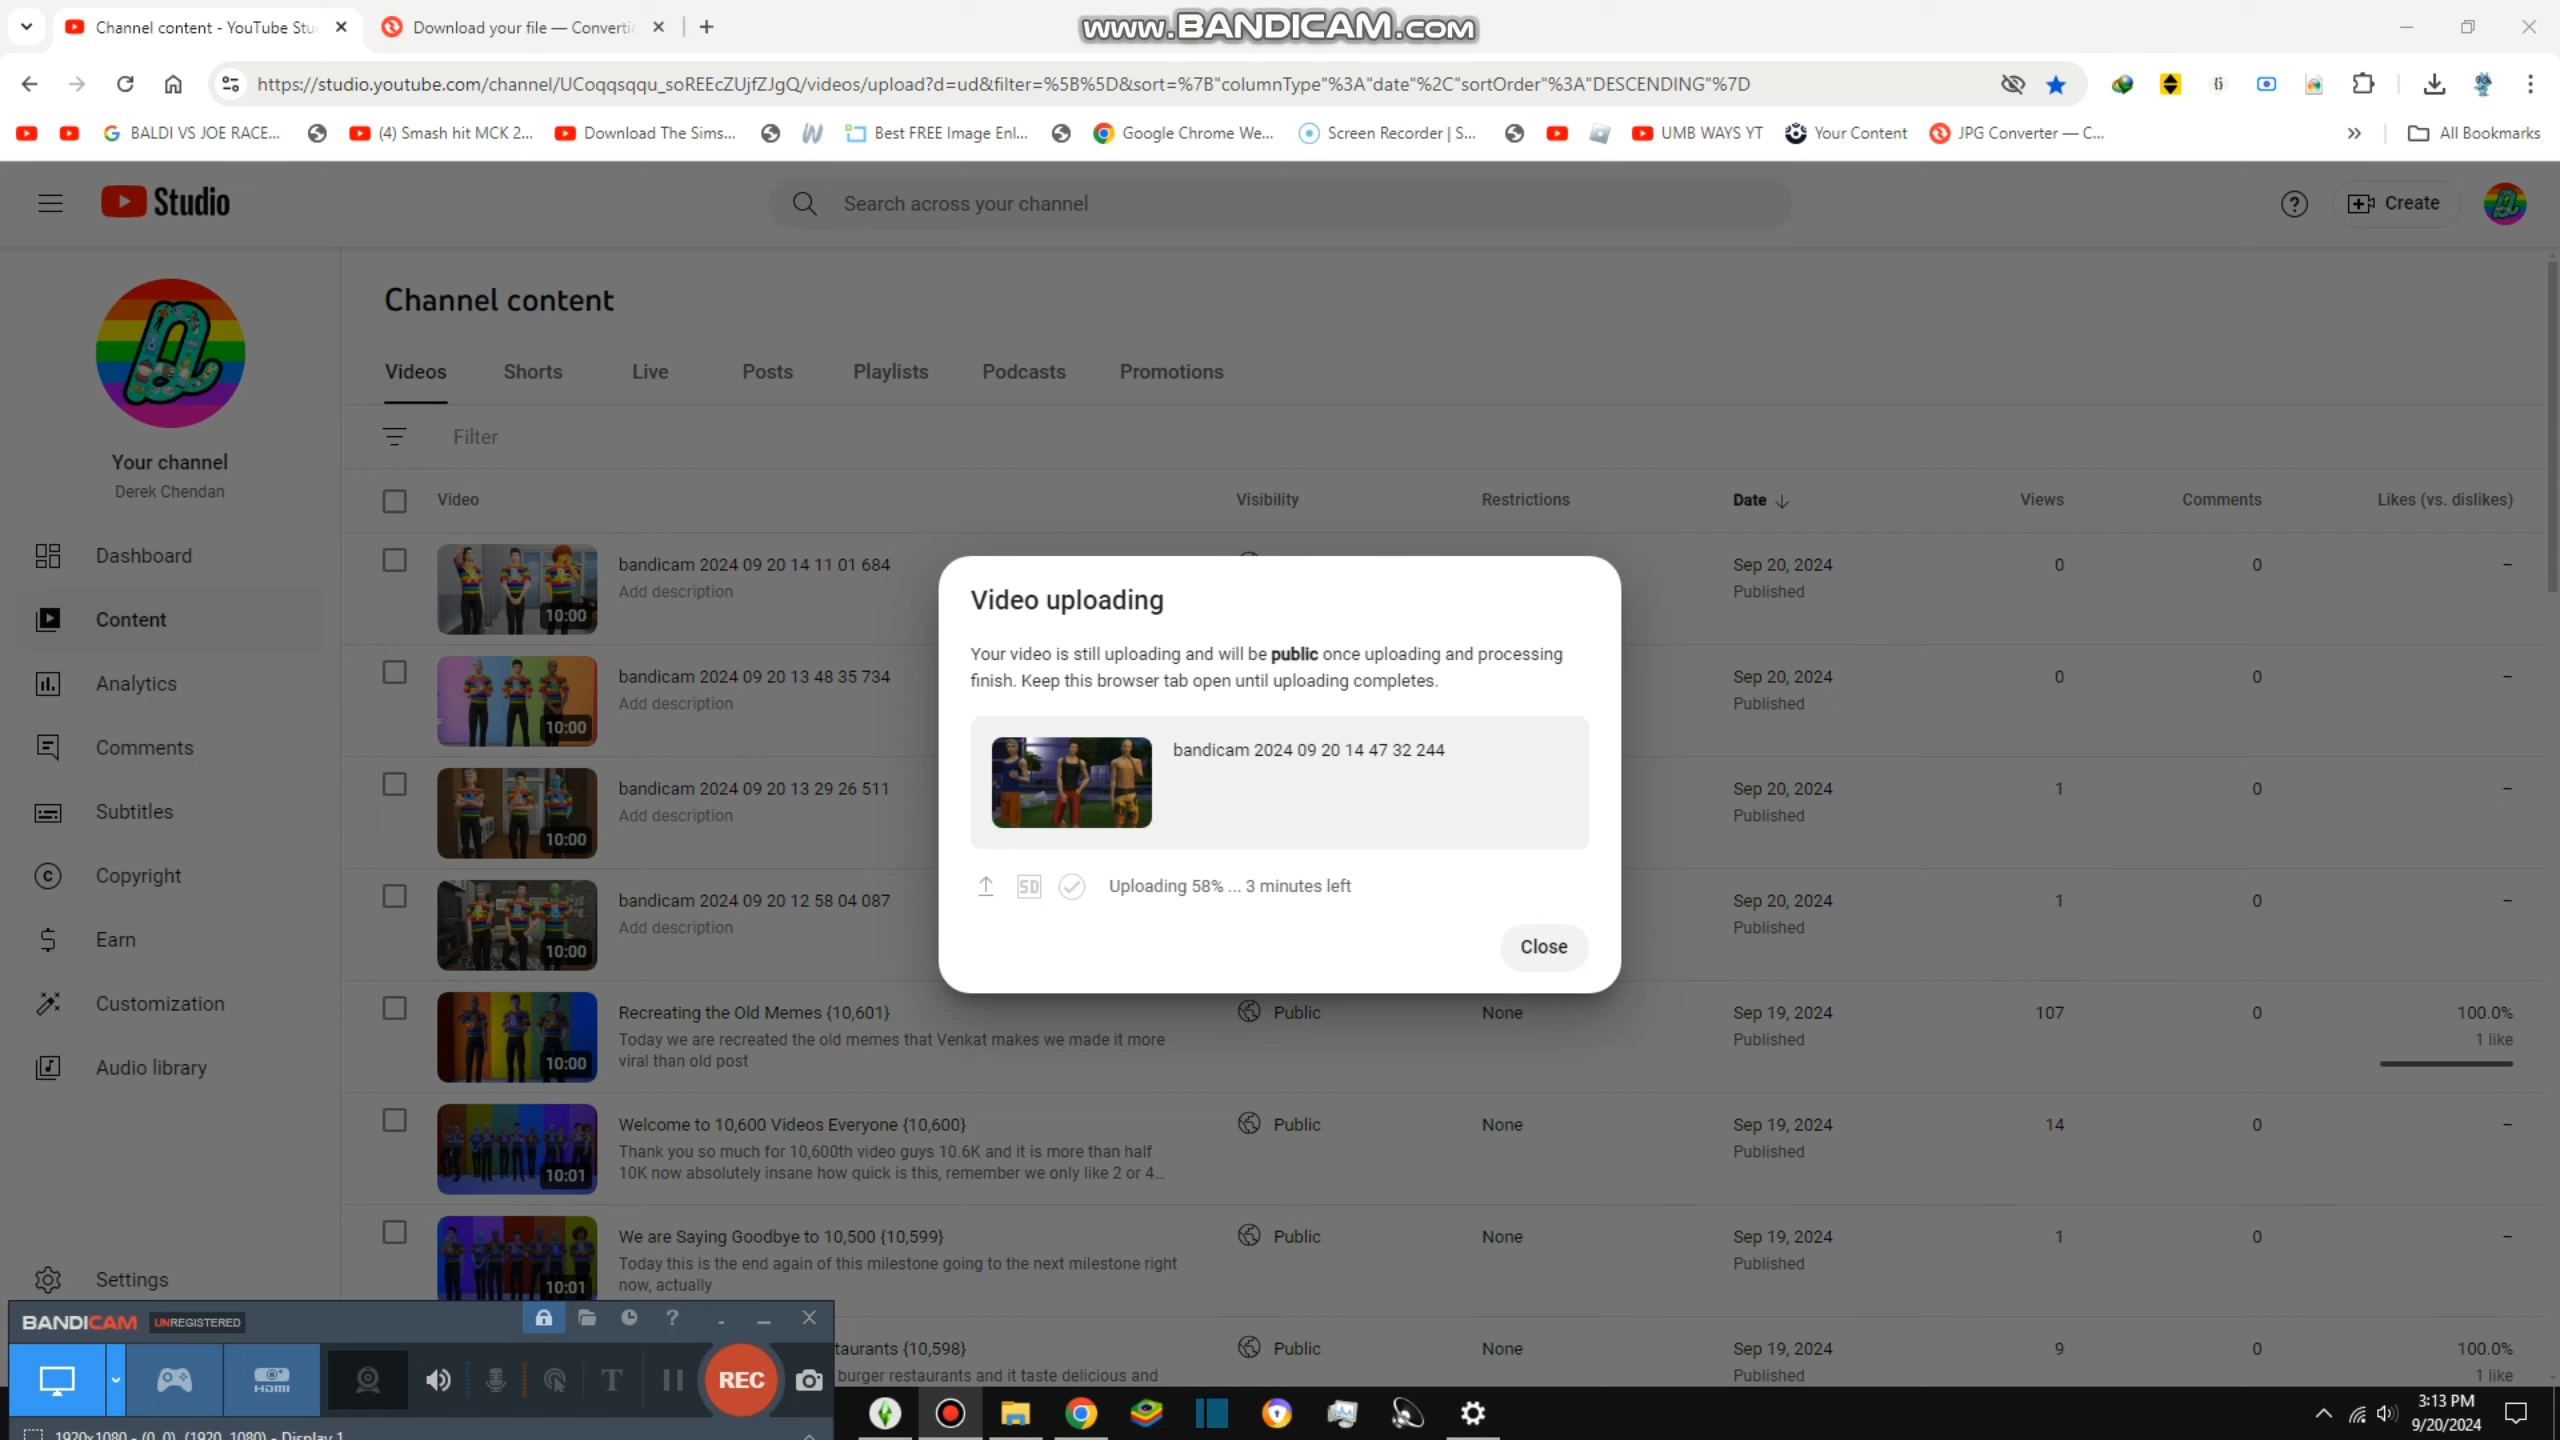 Channel content - YouTube Stu
Download your file — Converti
www.BANDICAM.com
https://studio.youtube.com/channel/UCoqqsqqu_soREEcZUjfZJgQ/videos/upload?d=ud&filter=%5B%5D&sort=%7B"columnType"%3A"date"%2C"sortOrder"%3A"DESCENDING"%7D
BALDI VS JOE RACE...
(4) Smash hit MCK 2...
Download The Sims...
Best FREE Image Enl...
Google Chrome We...
Screen Recorder | S...
UMB WAYS YT
Your Content
JPG Converter — C...
All Bookmarks
Studio
Search across your channel
Create
Your channel
Derek Chendan
Dashboard
Content
Analytics
Comments
Subtitles
Copyright
Earn
Customization
Audio library
Settings
Channel content
Videos Shorts Live Posts Playlists Podcasts Promotions
Filter
Video Visibility Restrictions Date Views Comments Likes (vs. dislikes)
bandicam 2024 09 20 14 11 01 684 Sep 20, 2024 0 0 –
Add description Published
10:00
bandicam 2024 09 20 13 48 35 734 Sep 20, 2024 0 0 –
Add description Published
10:00
bandicam 2024 09 20 13 29 26 511 Sep 20, 2024 1 0 –
Add description Published
10:00
bandicam 2024 09 20 12 58 04 087 Sep 20, 2024 1 0 –
Add description Published
10:00
Recreating the Old Memes {10,601} Public None Sep 19, 2024 107 0 100.0%
Today we are recreated the old memes that Venkat makes we made it more Published 1 like
viral than old post
10:00
Welcome to 10,600 Videos Everyone {10,600} Public None Sep 19, 2024 14 0 –
Thank you so much for 10,600th video guys 10.6K and it is more than half Published
10K now absolutely insane how quick is this, remember we only like 2 or 4...
10:01
We are Saying Goodbye to 10,500 {10,599} Public None Sep 19, 2024 1 0 –
Today this is the end again of this milestone going to the next milestone right Published
now, actually
10:01
taurants {10,598} Public None Sep 19, 2024 9 0 100.0%
burger restaurants and it taste delicious and Published 1 like
Video uploading
Your video is still uploading and will be public once uploading and processing
finish. Keep this browser tab open until uploading completes.
bandicam 2024 09 20 14 47 32 244
SD Uploading 58% ... 3 minutes left
Close
BANDICAM UNREGISTERED
HDMI
REC
1920x1080 - (0, 0), (1920, 1080) - Display 1
3:13 PM
9/20/2024